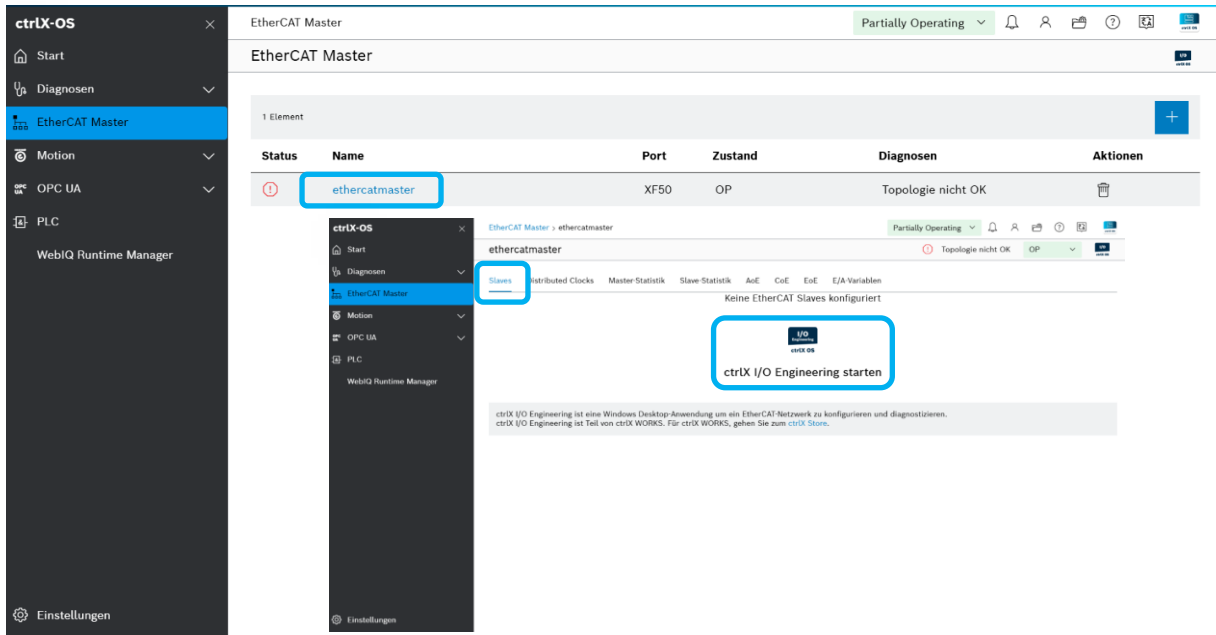 ctrlX-OS
EtherCAT Master
Partially Operating
Start
EtherCAT Master
Diagnosen
EtherCAT Master
1 Element
Motion
Status Name Port Zustand Diagnosen Aktionen
OPC UA
ethercatmaster XF50 OP Topologie nicht OK
PLC
WebIQ Runtime Manager
ctrlX-OS
EtherCAT Master > ethercatmaster
Partially Operating
Start
ethercatmaster
Topologie nicht OK OP
Diagnosen
Slaves Distributed Clocks Master-Statistik Slave-Statistik AoE CoE EoE E/A-Variablen
EtherCAT Master
Keine EtherCAT Slaves konfiguriert
Motion
OPC UA
I/O
Engineering
ctrlX OS
PLC
ctrlX I/O Engineering starten
WebIQ Runtime Manager
ctrlX I/O Engineering ist eine Windows Desktop-Anwendung um ein EtherCAT-Netzwerk zu konfigurieren und diagnostizieren.
ctrlX I/O Engineering ist Teil von ctrlX WORKS. Für ctrlX WORKS, gehen Sie zum ctrlX Store.
Einstellungen
Einstellungen